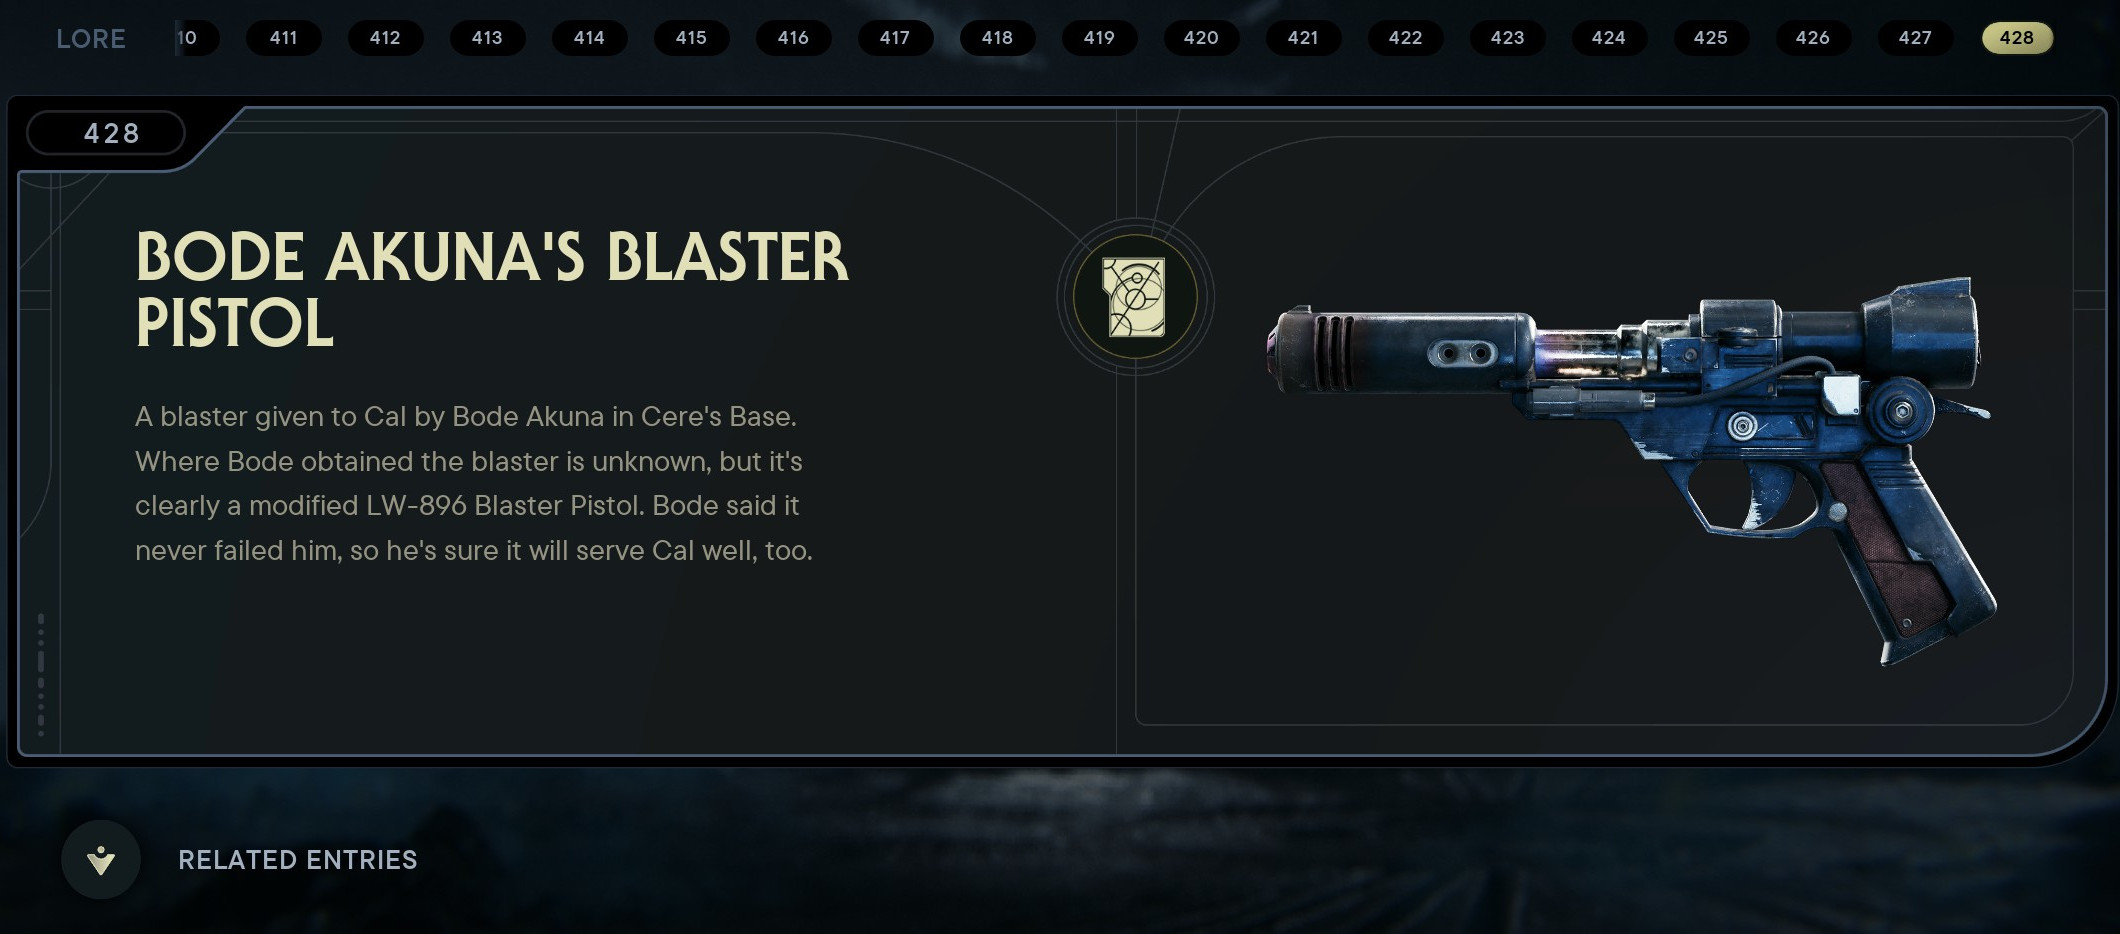 LORE 10 411 412 413 414 415 416 417 418 419 420 421 422 423 424 425 426 427 428
428
BODE AKUNA'S BLASTER
PISTOL
A blaster given to Cal by Bode Akuna in Cere's Base.
Where Bode obtained the blaster is unknown, but it's
clearly a modified LW-896 Blaster Pistol. Bode said it
never failed him, so he's sure it will serve Cal well, too.
RELATED ENTRIES